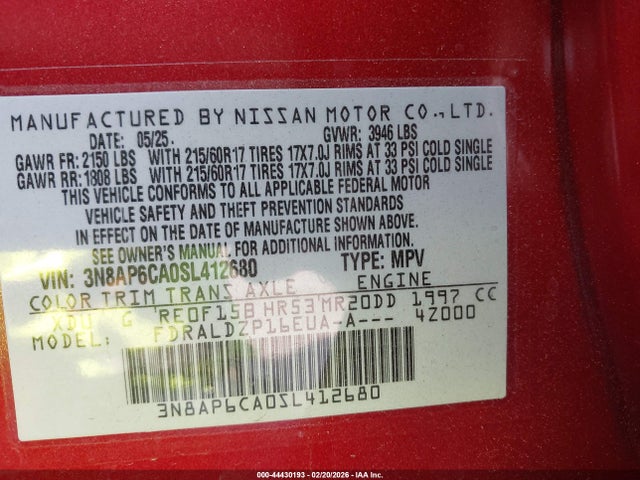 MANUFACTURED BY NISSAN MOTOR CO.,LTD.
DATE: 05/25. GVWR: 3946 LBS
GAWR FR: 2150 LBS WITH 215/60R17 TIRES 17X7.0J RIMS AT 33 PSI COLD SINGLE
GAWR RR: 1808 LBS WITH 215/60R17 TIRES 17X7.0J RIMS AT 33 PSI COLD SINGLE
THIS VEHICLE CONFORMS TO ALL APPLICABLE FEDERAL MOTOR
VEHICLE SAFETY AND THEFT PREVENTION STANDARDS
IN EFFECT ON THE DATE OF MANUFACTURE SHOWN ABOVE.
SEE OWNER'S MANUAL FOR ADDITIONAL INFORMATION.
VIN: 3N8AP6CA0SL412680 TYPE: MPV
COLOR TRIM TRANS AXLE ENGINE
G RE0F15B HR53 MR20DD 1997 CC
FDRALDZP16EUA-A--- 4Z000
3N8AP6CA0SL412680
000-44430193 - 02/20/2026 - IAA Inc.